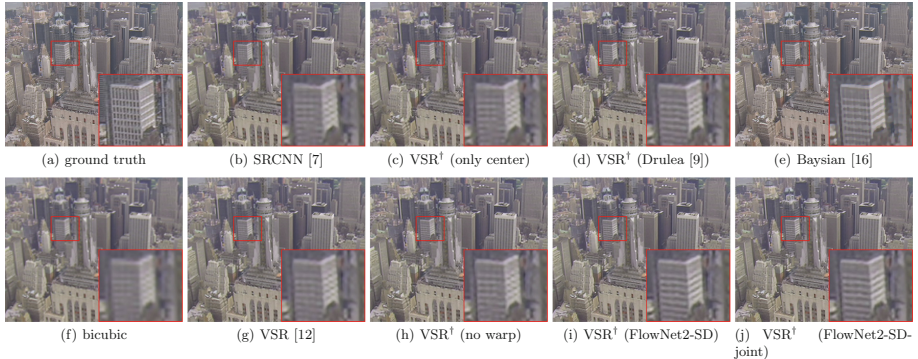 (a) ground truth
(b) SRCNN [7]
(c) VSR† (only center)
(d) VSR† (Drulea [9])
(e) Baysian [16]
(f) bicubic
(g) VSR [12]
(h) VSR† (no warp)
(i) VSR† (FlowNet2-SD)
(j) VSR† (FlowNet2-SD-
joint)